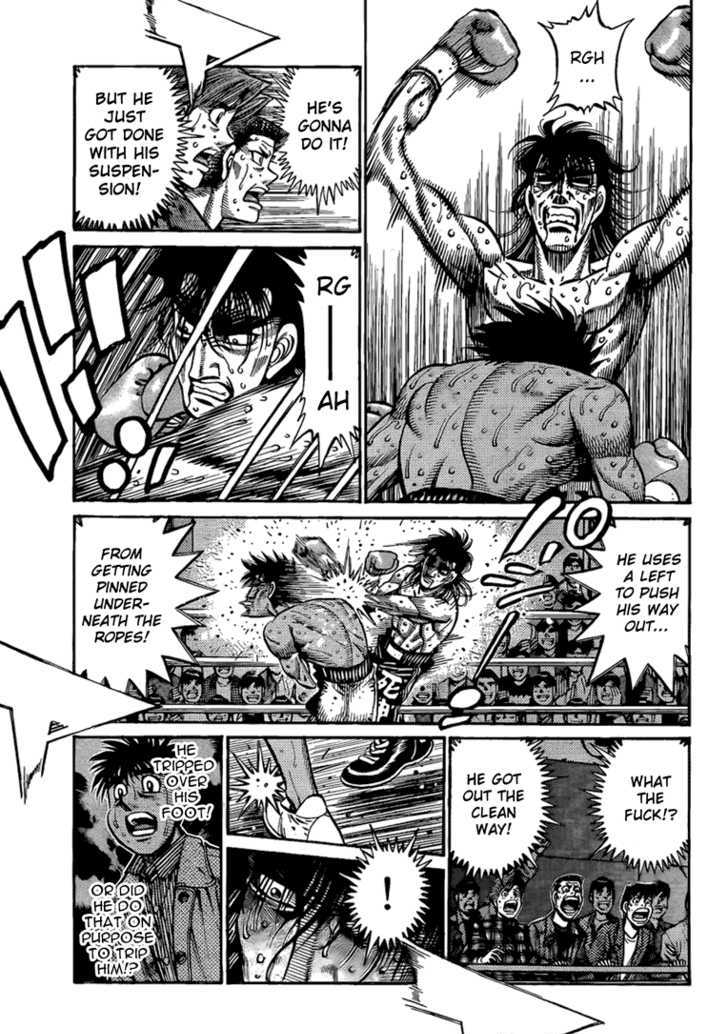 RGH
...
HE'S
GONNA
DO IT!
BUT HE
JUST
GOT DONE
WITH HIS
SUSPEN-
SION!
RG
—
AH
HE USES
A LEFT
TO PUSH
HIS WAY
OUT...
FROM
GETTING
PINNED
UNDER-
NEATH THE
ROPES!
WHAT
THE
FUCK!?
HE GOT
OUT THE
CLEAN
WAY!
!
HE
TRIPPED
OVER
HIS
FOOT!
OR DID
HE DO
THAT ON
PURPOSE
TO TRIP
HIM!?